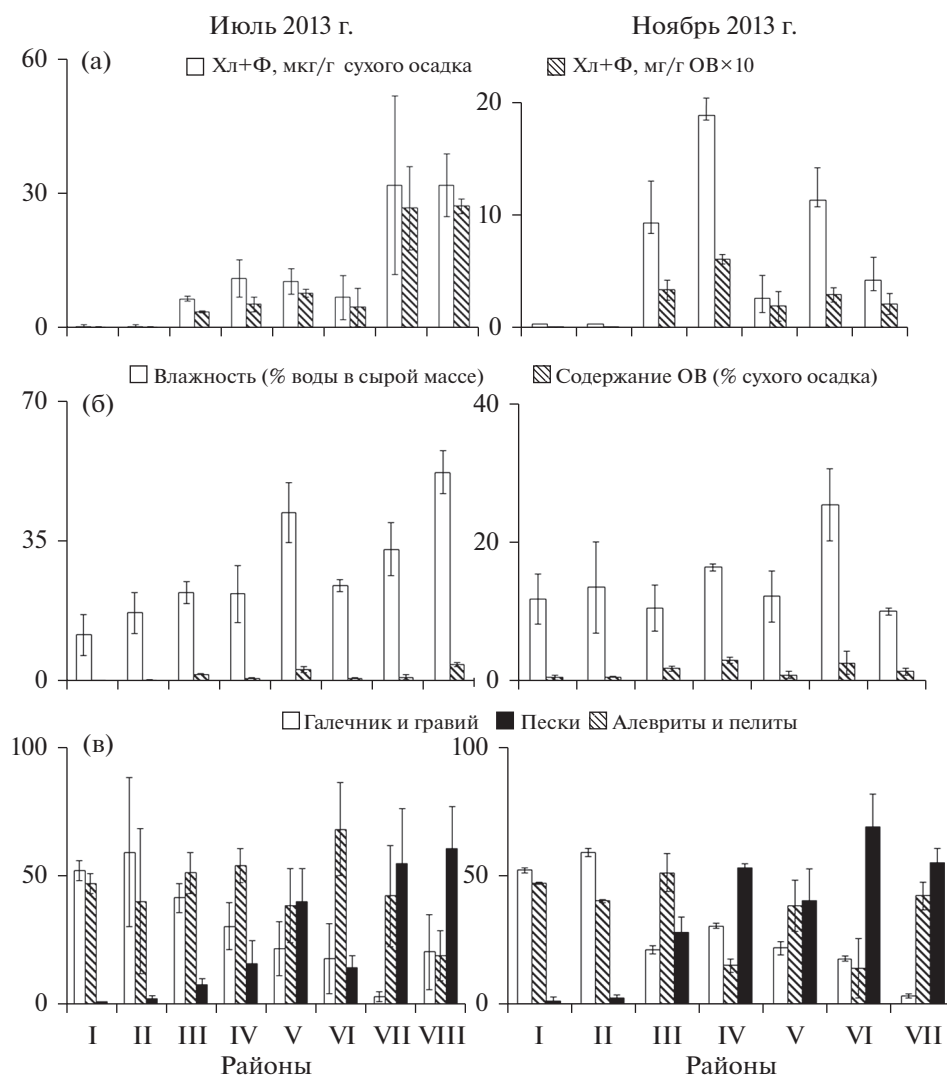 Июль 2013 г. Ноябрь 2013 г.
(а) Хл+Ф, мкг/г сухого осадка Хл+Ф, мг/г ОВ×10
60
30
0
20
10
0
Влажность (% воды в сырой массе) Содержание ОВ (% сухого осадка)
(б)
70
35
0
40
20
0
Галечник и гравий Пески Алевриты и пелиты
(в)
100
50
0
100
50
0
I II III IV V VI VII VIII I II III IV V VI VII
Районы Районы